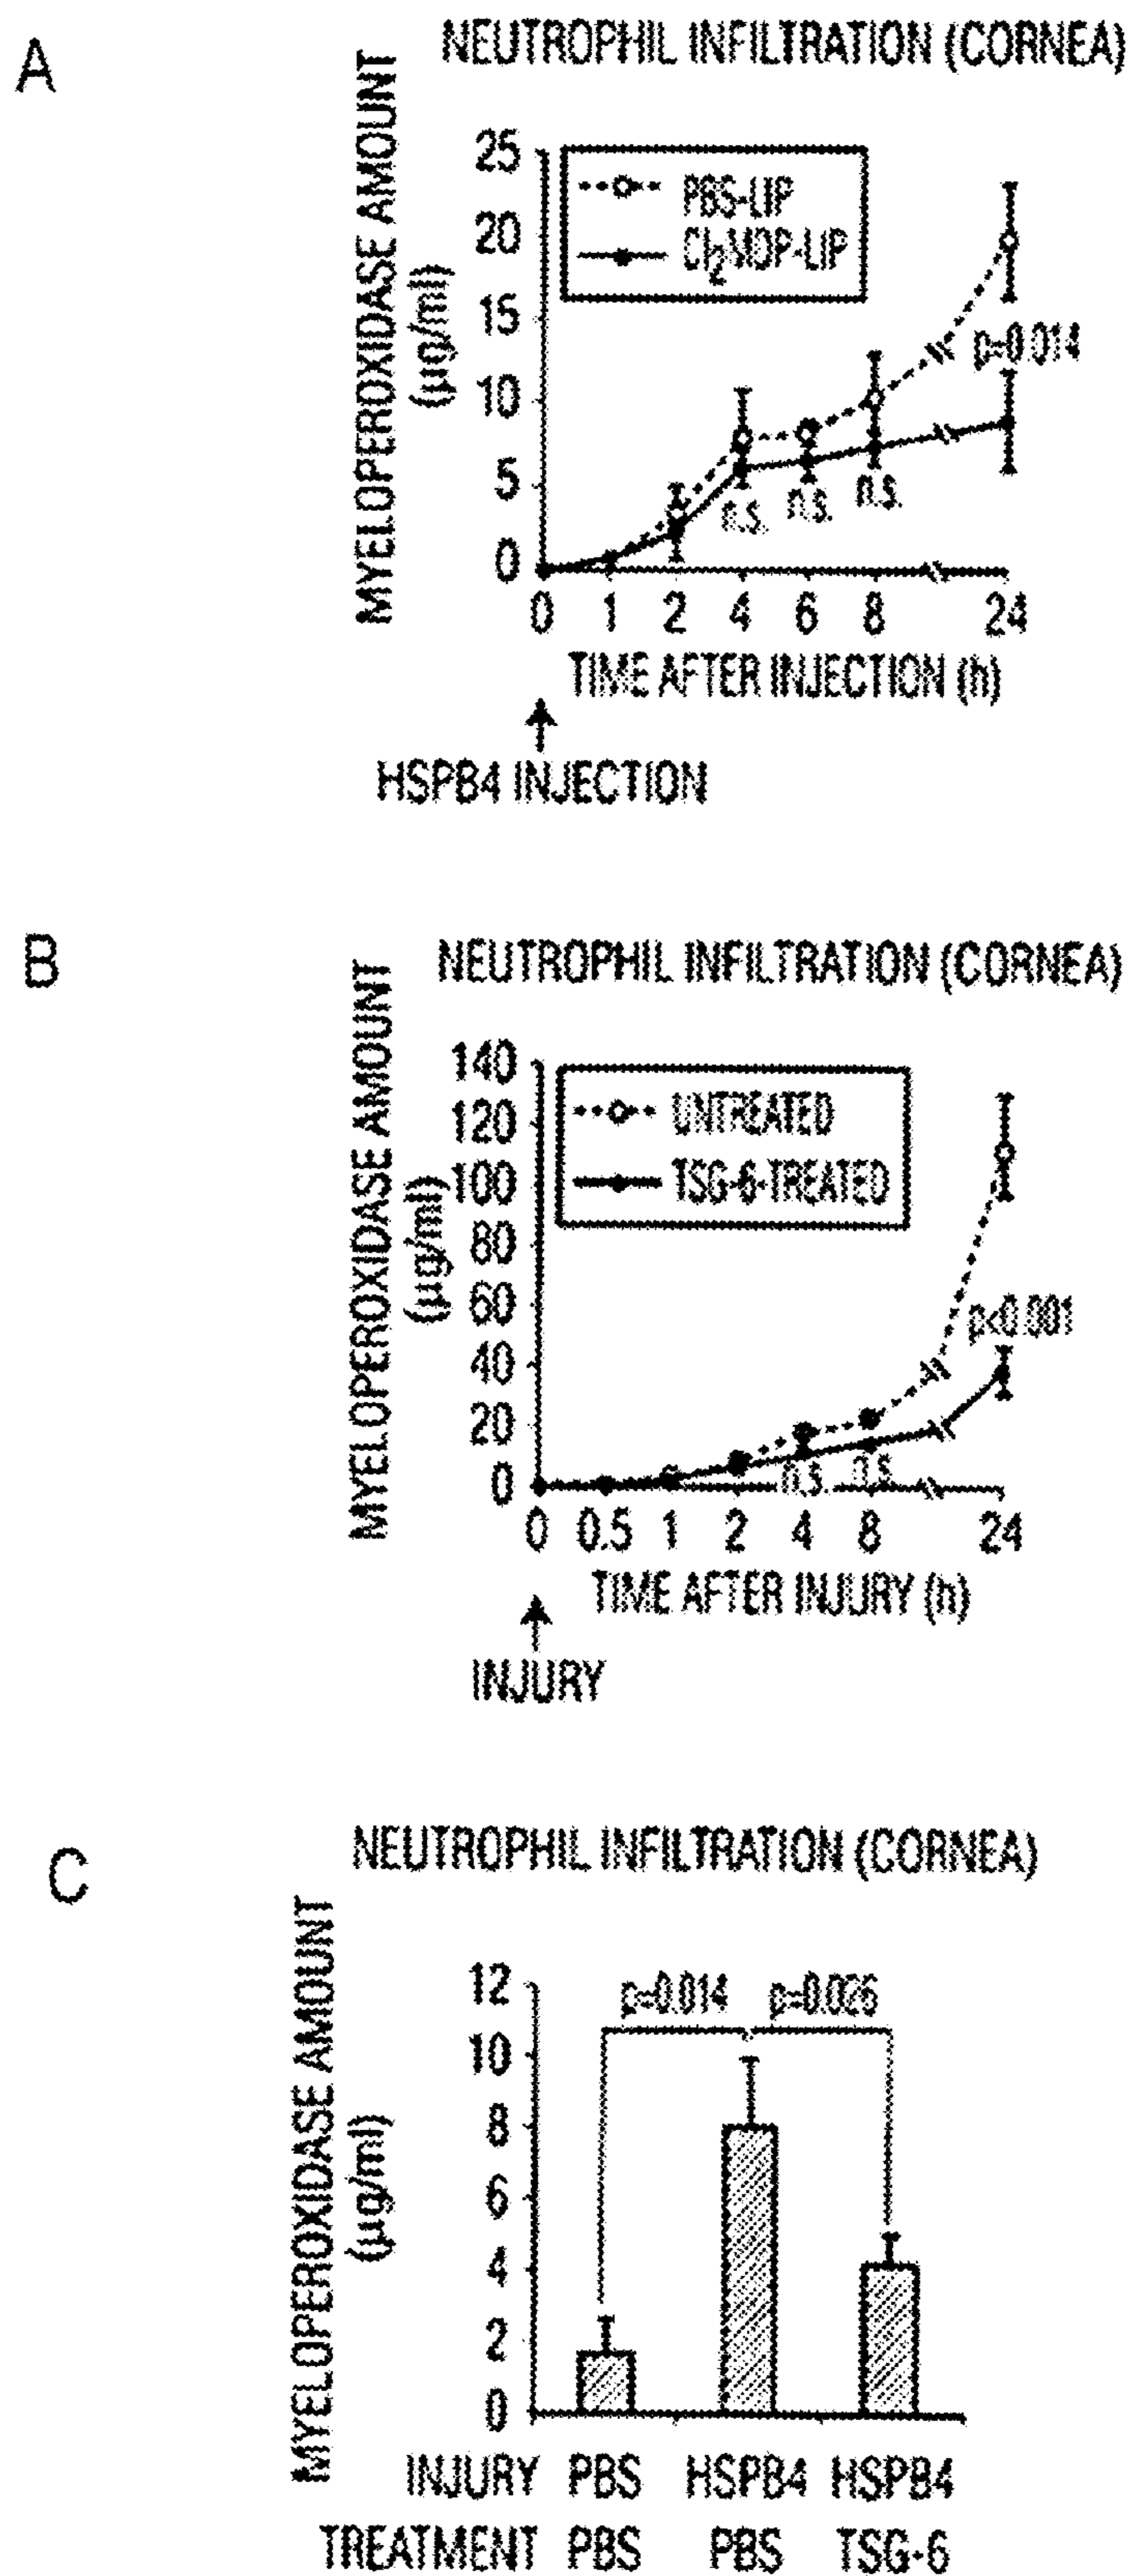 A
NEUTROPHIL INFILTRATION (CORNEA)
MYELOPEROXIDASE AMOUNT
(µg/ml)
25
20
15
10
5
0
PBS-LIP
Cl2MDP-LIP
p=0.014
n.s.
n.s.
n.s.
0 1 2 4 6 8 24
TIME AFTER INJECTION (h)
HSPB4 INJECTION
B
NEUTROPHIL INFILTRATION (CORNEA)
MYELOPEROXIDASE AMOUNT
(µg/ml)
140
120
100
80
60
40
20
0
UNTREATED
TSG-6-TREATED
p<0.001
n.s.
n.s.
0 0.5 1 2 4 8 24
TIME AFTER INJURY (h)
INJURY
C
NEUTROPHIL INFILTRATION (CORNEA)
MYELOPEROXIDASE AMOUNT
(µg/ml)
12
10
8
6
4
2
0
p=0.014 p=0.026
INJURY PBS HSPB4 HSPB4
TREATMENT PBS PBS TSG-6